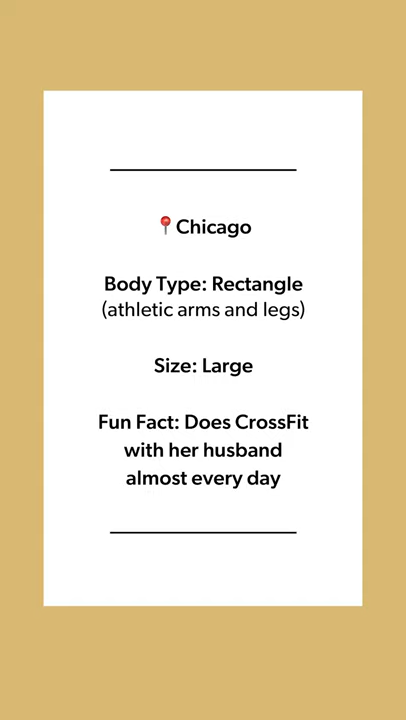 📍Chicago
Body Type: Rectangle
(athletic arms and legs)
Size: Large
Fun Fact: Does CrossFit
with her husband
almost every day